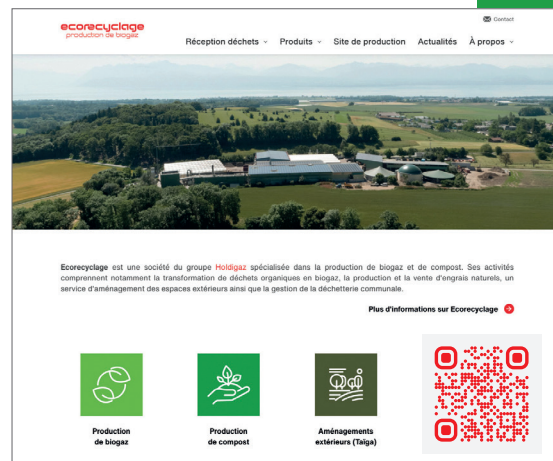 Contact
ecorecyclage
production de biogaz
Réception déchets
Produits
Site de production
Actualités
À propos
Ecorecyclage est une société du groupe Holdigaz spécialisée dans la production de biogaz et de compost. Ses activités
comprennent notamment la transformation de déchets organiques en biogaz, la production et la vente d'engrais naturels, un
service d'aménagement des espaces extérieurs ainsi que la gestion de la déchetterie communale.
Plus d'informations sur Ecorecyclage
Production
de biogaz
Production
de compost
Aménagements
extérieurs (Taïga)